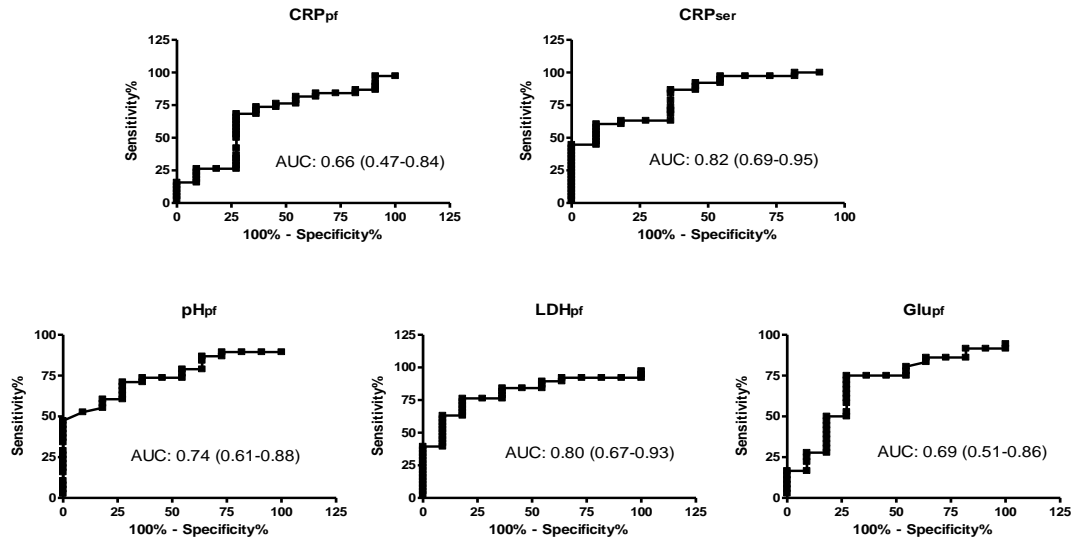 CRPpf
125
100
75
50
25
0
Sensitivity%
AUC: 0.66 (0.47-0.84)
0 25 50 75 100 125
100% - Specificity%
CRPser
125
100
75
50
25
0
Sensitivity%
AUC: 0.82 (0.69-0.95)
0 25 50 75 100
100% - Specificity%
pHpf
100
75
50
25
0
Sensitivity%
AUC: 0.74 (0.61-0.88)
0 25 50 75 100 125
100% - Specificity%
LDHpf
125
100
75
50
25
0
Sensitivity%
AUC: 0.80 (0.67-0.93)
0 25 50 75 100 125
100% - Specificity%
Glupf
100
75
50
25
0
Sensitivity%
AUC: 0.69 (0.51-0.86)
0 25 50 75 100 125
100% - Specificity%